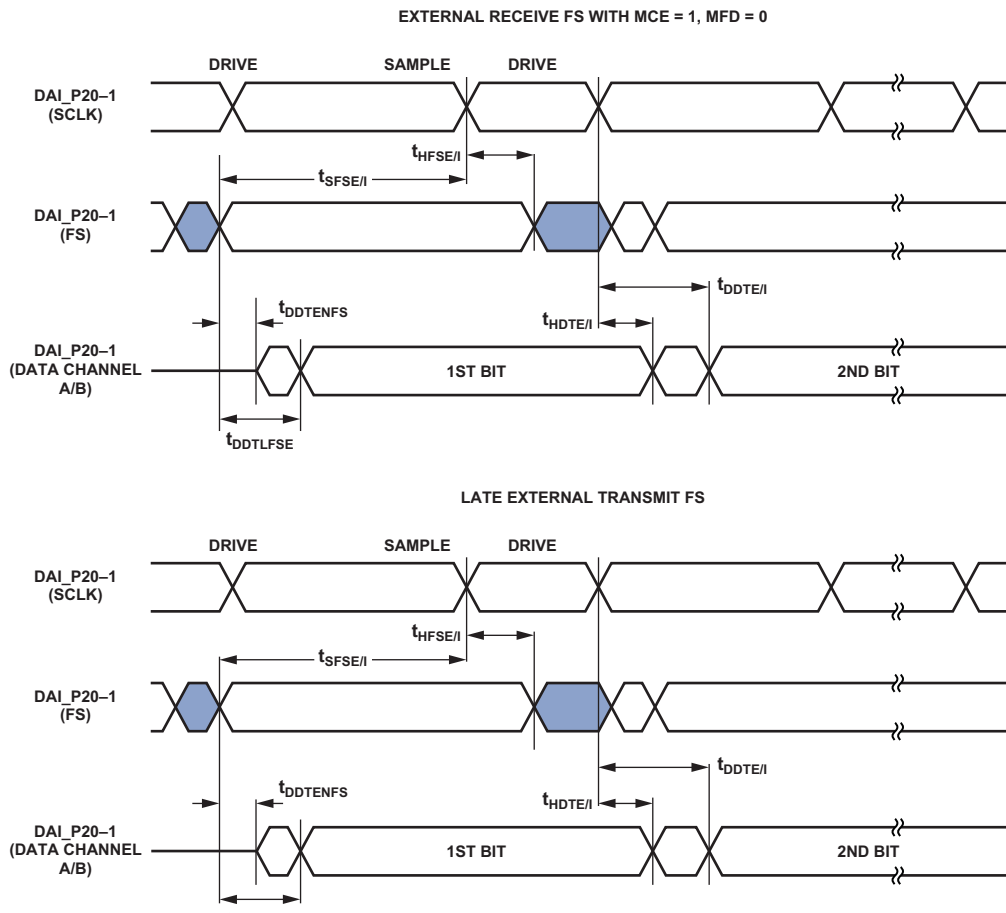 EXTERNAL RECEIVE FS WITH MCE = 1, MFD = 0
DRIVE SAMPLE DRIVE
DAI_P20–1
(SCLK)
tHFSE/I
tSFSE/I
DAI_P20–1
(FS)
tDDTE/I
tDDTENFS
tHDTE/I
DAI_P20–1
(DATA CHANNEL
A/B)
1ST BIT
2ND BIT
tDDTLFSE
LATE EXTERNAL TRANSMIT FS
DRIVE SAMPLE DRIVE
DAI_P20–1
(SCLK)
tHFSE/I
tSFSE/I
DAI_P20–1
(FS)
tDDTE/I
tDDTENFS
tHDTE/I
DAI_P20–1
(DATA CHANNEL
A/B)
1ST BIT
2ND BIT